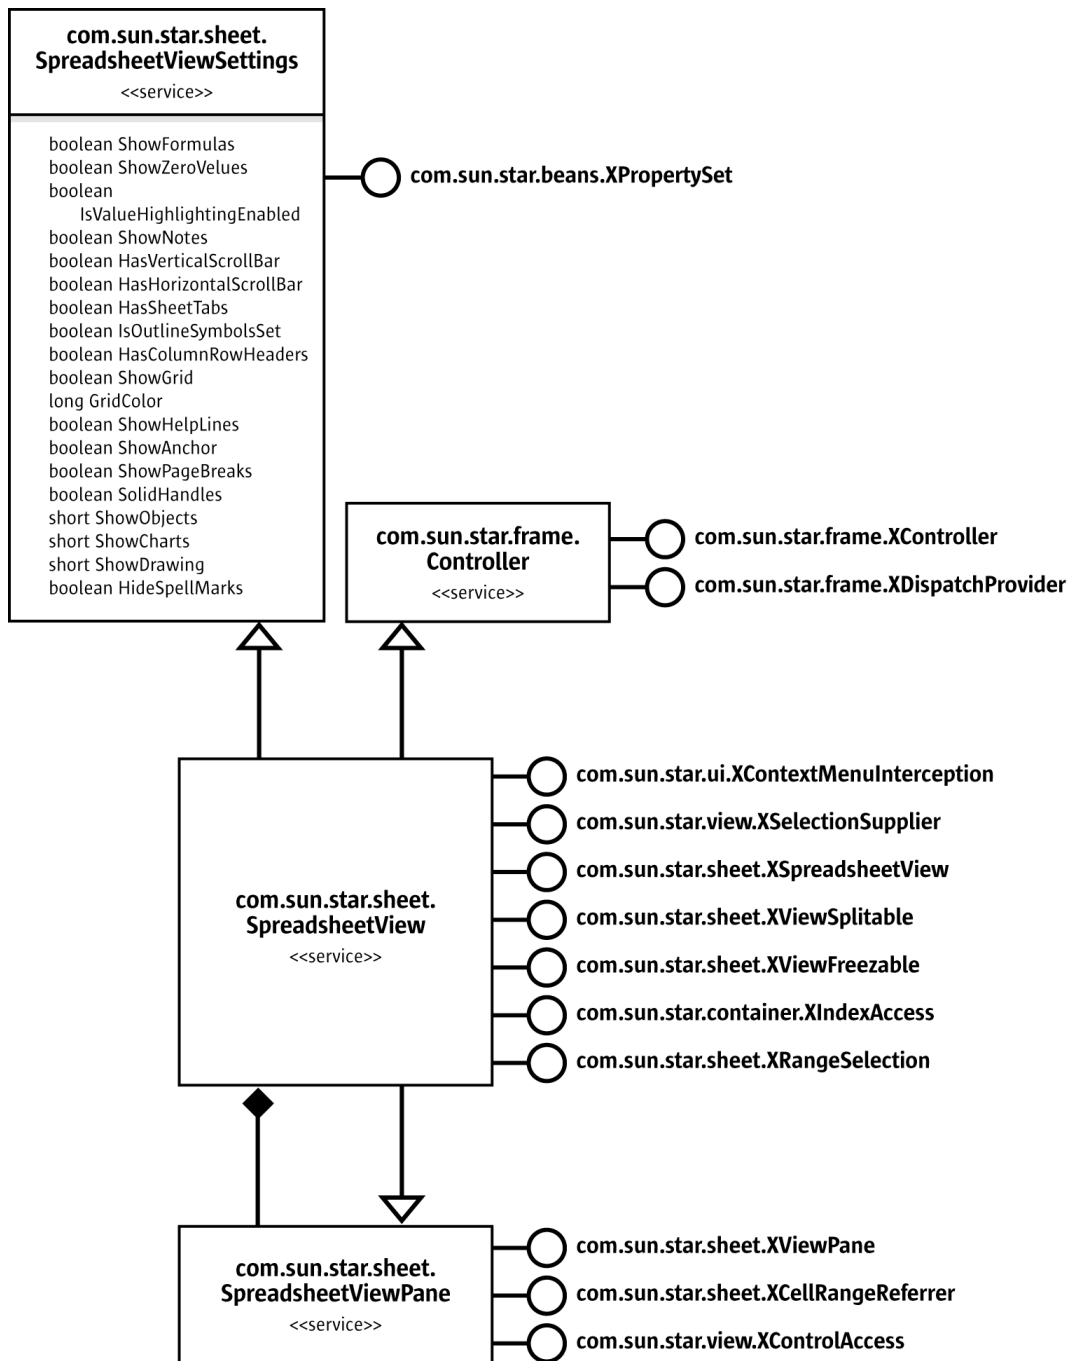 com.sun.star.sheet.
SpreadsheetViewSettings
<<service>>
boolean ShowFormulas
boolean ShowZeroVelues
boolean
IsValueHighlightingEnabled
boolean ShowNotes
boolean HasVerticalScrollBar
boolean HasHorizontalScrollBar
boolean HasSheetTabs
boolean IsOutlineSymbolsSet
boolean HasColumnRowHeaders
boolean ShowGrid
long GridColor
boolean ShowHelpLines
boolean ShowAnchor
boolean ShowPageBreaks
boolean SolidHandles
short ShowObjects
short ShowCharts
short ShowDrawing
boolean HideSpellMarks
com.sun.star.beans.XPropertySet
com.sun.star.frame.
Controller
<<service>>
com.sun.star.frame.XController
com.sun.star.frame.XDispatchProvider
com.sun.star.sheet.
SpreadsheetView
<<service>>
com.sun.star.ui.XContextMenuInterception
com.sun.star.view.XSelectionSupplier
com.sun.star.sheet.XSpreadsheetView
com.sun.star.sheet.XViewSplitable
com.sun.star.sheet.XViewFreezable
com.sun.star.container.XIndexAccess
com.sun.star.sheet.XRangeSelection
com.sun.star.sheet.
SpreadsheetViewPane
<<service>>
com.sun.star.sheet.XViewPane
com.sun.star.sheet.XCellRangeReferrer
com.sun.star.view.XControlAccess